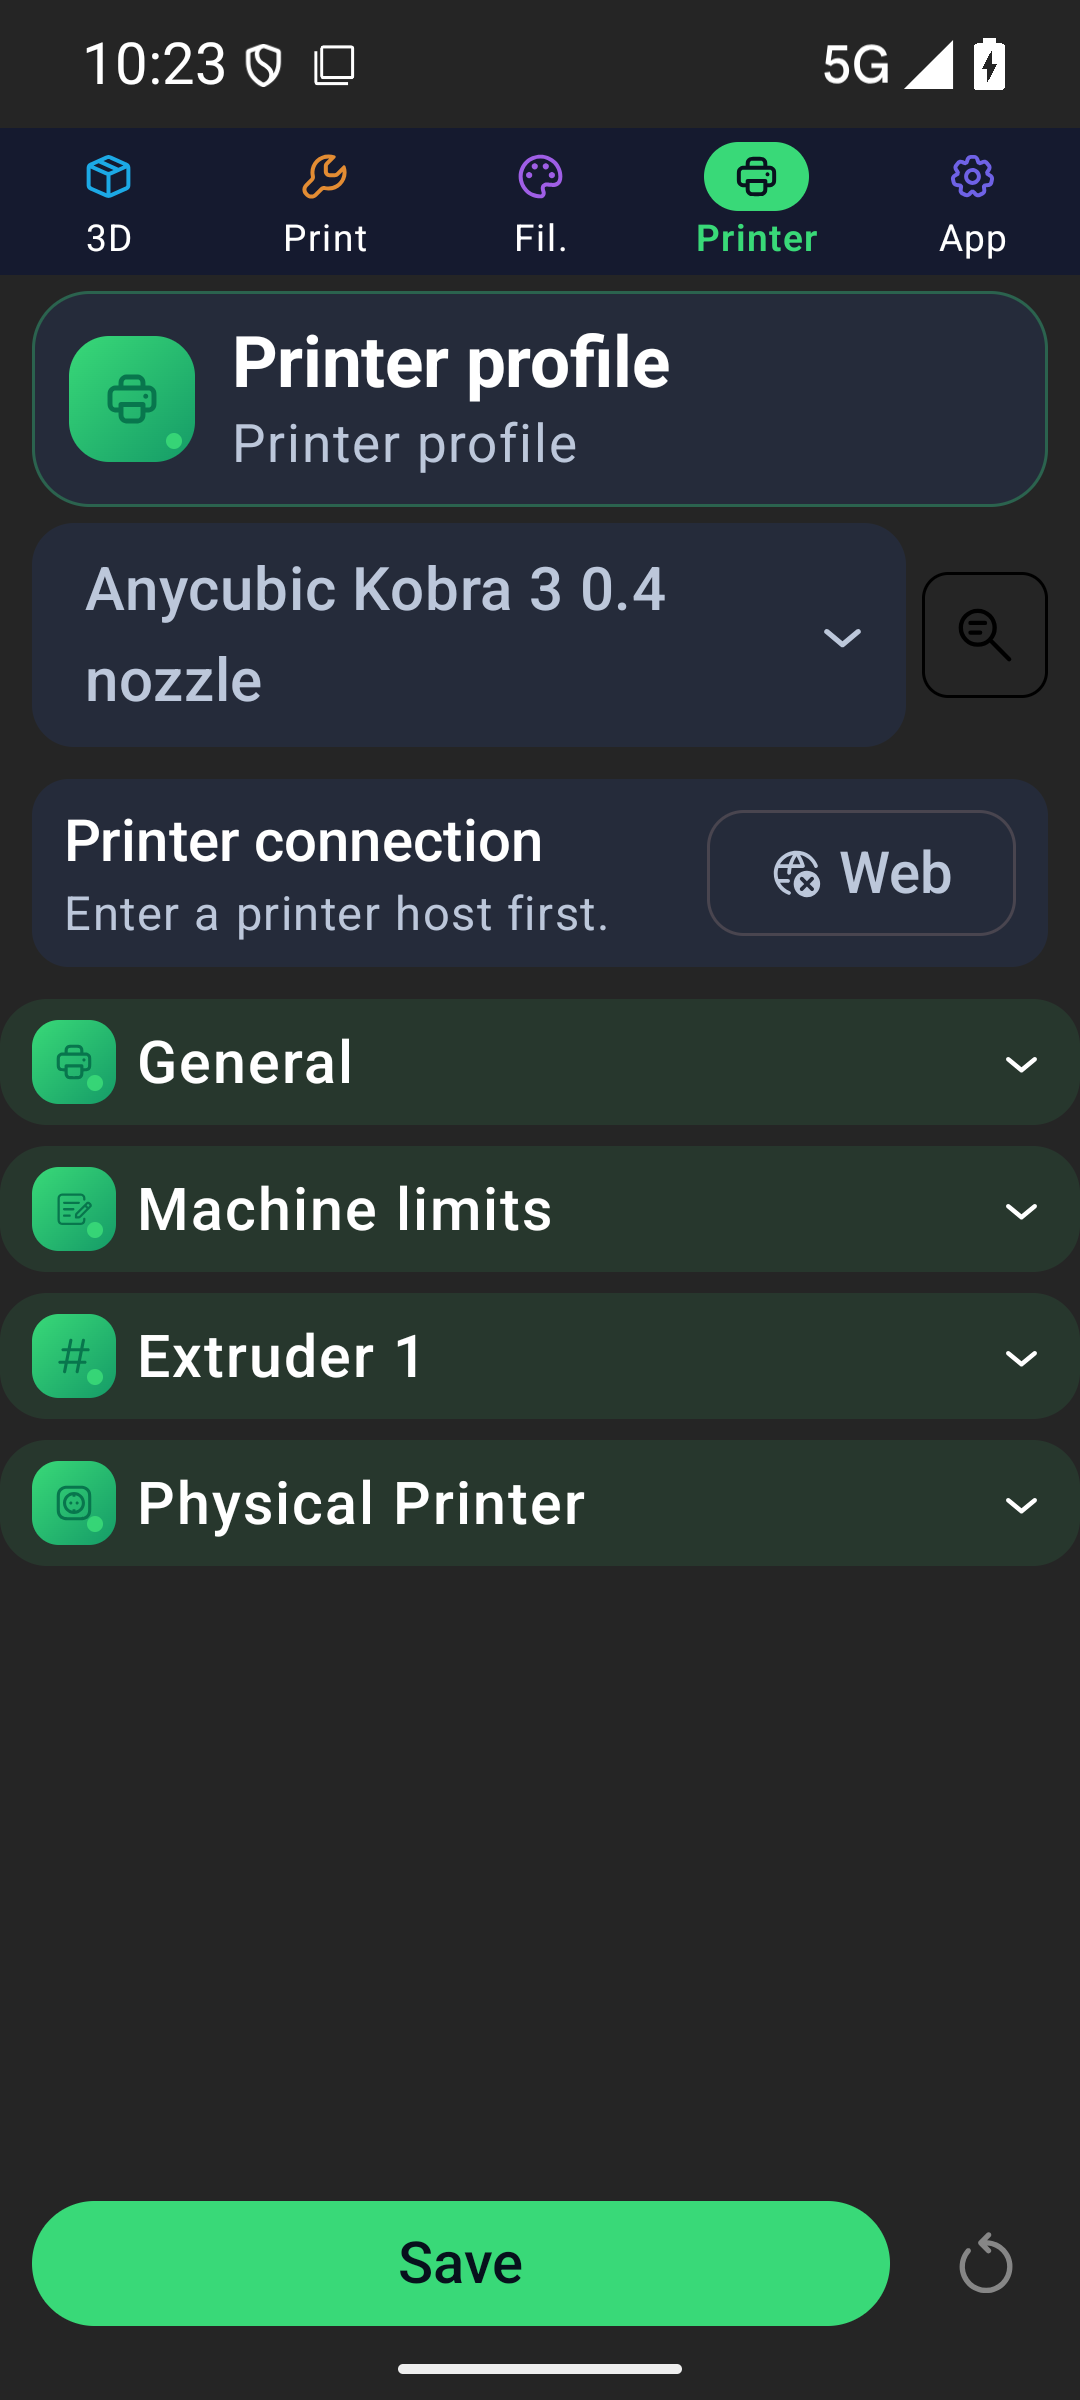 10:23
5G
3D
Print
Fil.
Printer
App
Printer profile
Printer profile
Anycubic Kobra 3 0.4
nozzle
Printer connection
Enter a printer host first.
Web
General
Machine limits
Extruder 1
Physical Printer
Save